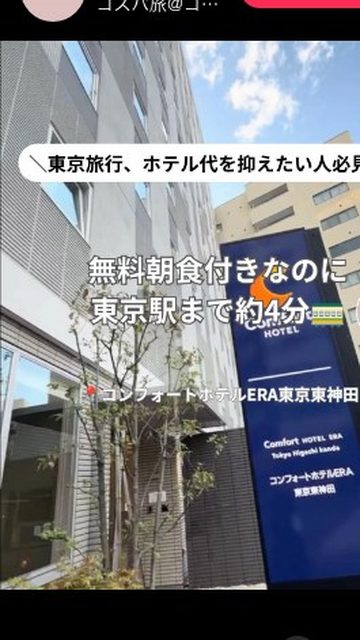 コスパ旅@コ…
＼東京旅行、ホテル代を抑えたい人必見
無料朝食付きなのに
東京駅まで約4分🚃
📍コンフォートホテルERA東京東神田
Comfort
HOTEL
Comfort HOTEL ERA
Tokyo Higashi kanda
コンフォートホテルERA
東京東神田